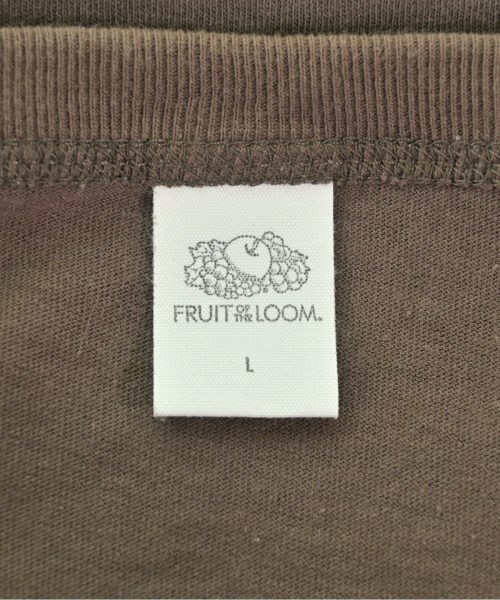 FRUIT OF THE LOOM.
L